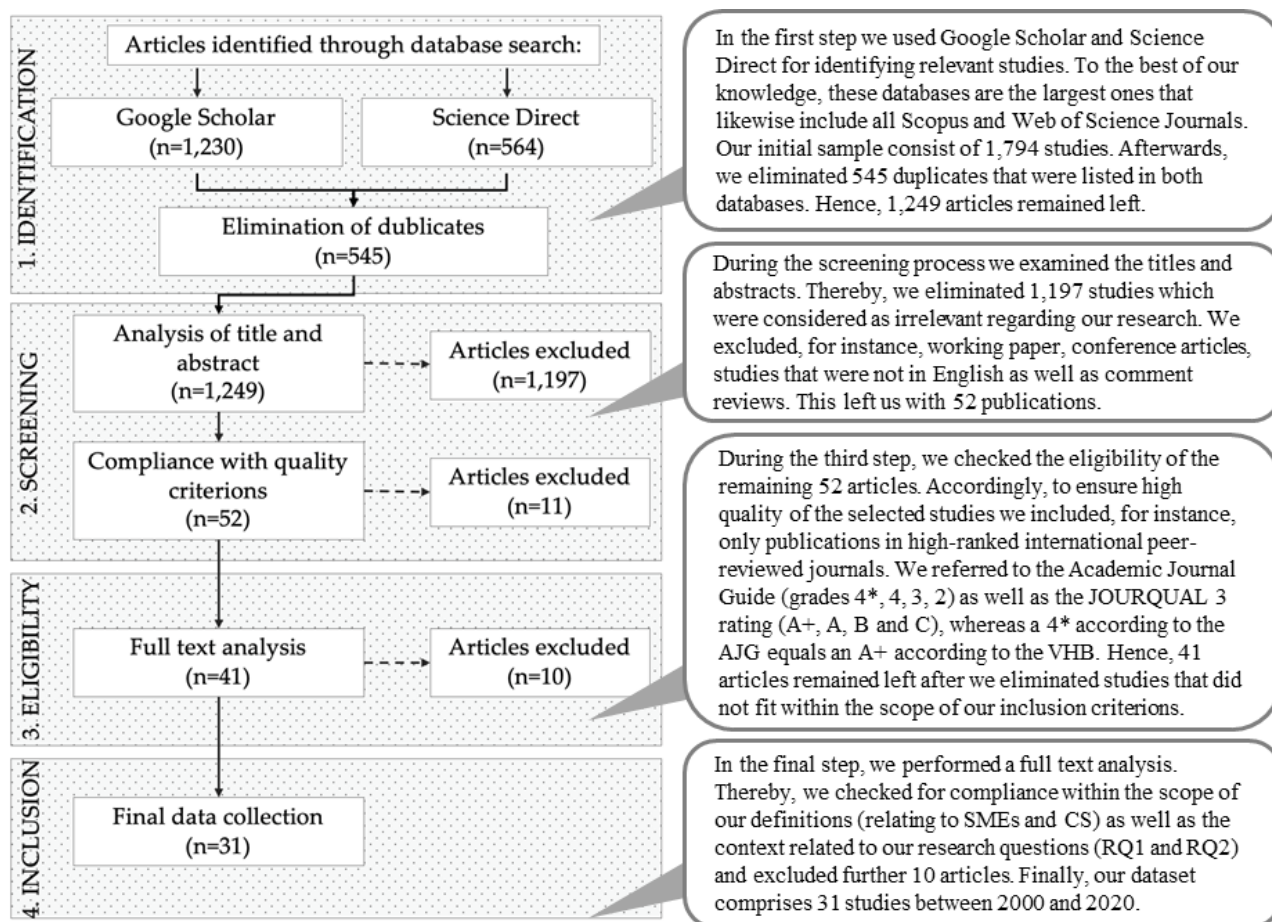 1. IDENTIFICATION
Articles identified through database search:
Google Scholar
(n=1,230)
Science Direct
(n=564)
Elimination of dublicates
(n=545)
In the first step we used Google Scholar and Science
Direct for identifying relevant studies. To the best of our
knowledge, these databases are the largest ones that
likewise include all Scopus and Web of Science Journals.
Our initial sample consist of 1,794 studies. Afterwards,
we eliminated 545 duplicates that were listed in both
databases. Hence, 1,249 articles remained left.
2. SCREENING
Analysis of title and
abstract
(n=1,249)
Articles excluded
(n=1,197)
Compliance with quality
criterions
(n=52)
Articles excluded
(n=11)
During the screening process we examined the titles and
abstracts. Thereby, we eliminated 1,197 studies which
were considered as irrelevant regarding our research. We
excluded, for instance, working paper, conference articles,
studies that were not in English as well as comment
reviews. This left us with 52 publications.
3. ELIGIBILITY
Full text analysis
(n=41)
Articles excluded
(n=10)
During the third step, we checked the eligibility of the
remaining 52 articles. Accordingly, to ensure high
quality of the selected studies we included, for instance,
only publications in high-ranked international peer-
reviewed journals. We referred to the Academic Journal
Guide (grades 4*, 4, 3, 2) as well as the JOURQUAL 3
rating (A+, A, B and C), whereas a 4* according to the
AJG equals an A+ according to the VHB. Hence, 41
articles remained left after we eliminated studies that did
not fit within the scope of our inclusion criterions.
4. INCLUSION
Final data collection
(n=31)
In the final step, we performed a full text analysis.
Thereby, we checked for compliance within the scope of
our definitions (relating to SMEs and CS) as well as the
context related to our research questions (RQ1 and RQ2)
and excluded further 10 articles. Finally, our dataset
comprises 31 studies between 2000 and 2020.